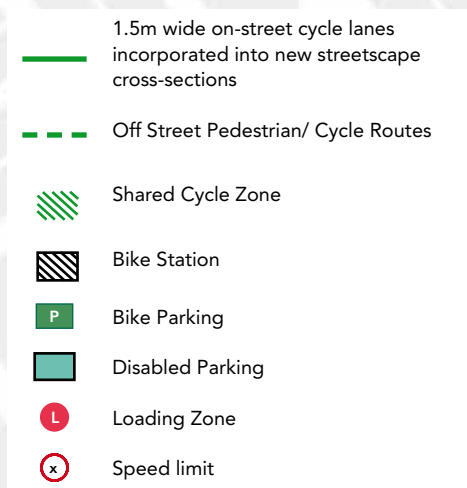 1.5m wide on-street cycle lanes
incorporated into new streetscape
cross-sections
Off Street Pedestrian/ Cycle Routes
Shared Cycle Zone
Bike Station
P Bike Parking
Disabled Parking
L Loading Zone
x Speed limit